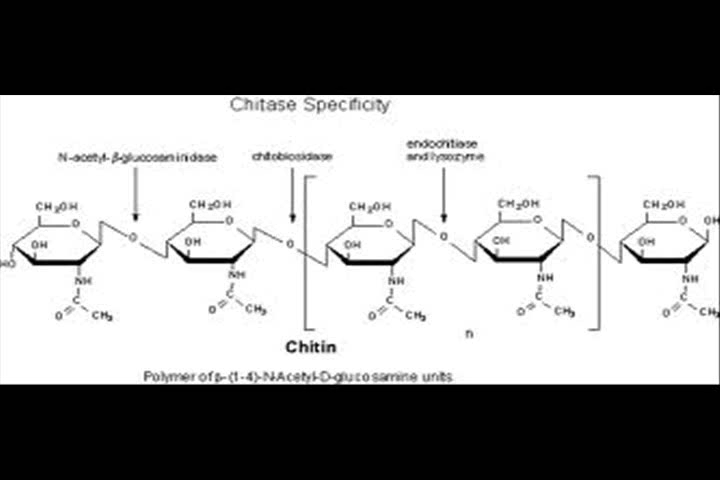 Chitase Specificity
N-acetyl-β-glucosaminidase
chitobiosidase
endochitiase
and lysozyme
CH₂OH CH₂OH CH₂OH CH₂OH CH₂OH OH
O O O O O
O O O O
OH OH OH OH OH
HO
NH NH NH NH NH
C C C C C
O CH₃ O CH₃ O CH₃ O CH₃ O CH₃
n
Chitin
Polymer of β-(1-4)-N-Acetyl-D-glucosamine units